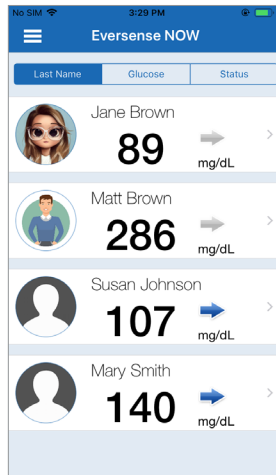 No SIM 3:29 PM
Eversense NOW
Last Name Glucose Status
Jane Brown
89
mg/dL
Matt Brown
286
mg/dL
Susan Johnson
107
mg/dL
Mary Smith
140
mg/dL